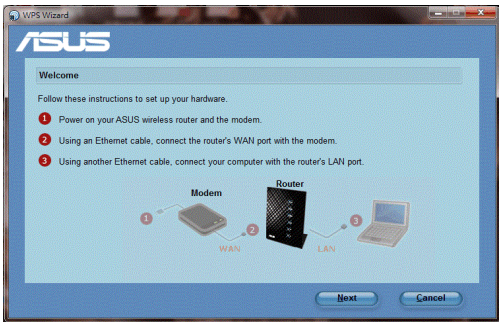 WPS Wizard
ASUS
Welcome
Follow these instructions to set up your hardware.
1 Power on your ASUS wireless router and the modem.
2 Using an Ethernet cable, connect the router's WAN port with the modem.
3 Using another Ethernet cable, connect your computer with the router's LAN port.
Router
Modem
1
2
3
WAN
LAN
Next
Cancel